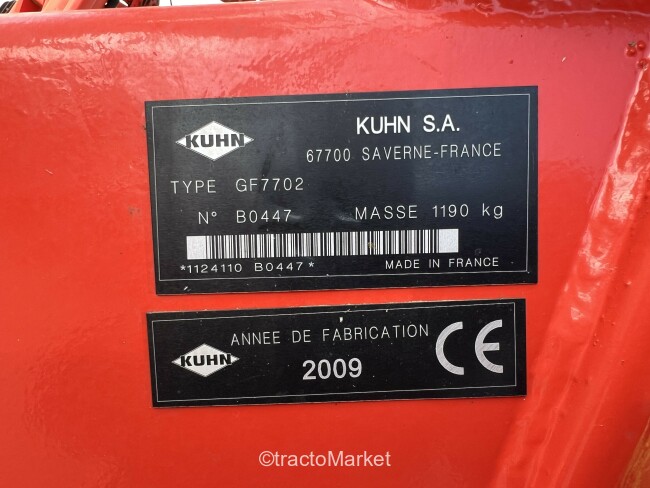 KUHN
KUHN S.A.
67700 SAVERNE-FRANCE
TYPE GF7702
N° B0447 MASSE 1190 kg
*1124110 B0447*
MADE IN FRANCE
KUHN
ANNEE DE FABRICATION
2009
CE
©tractoMarket